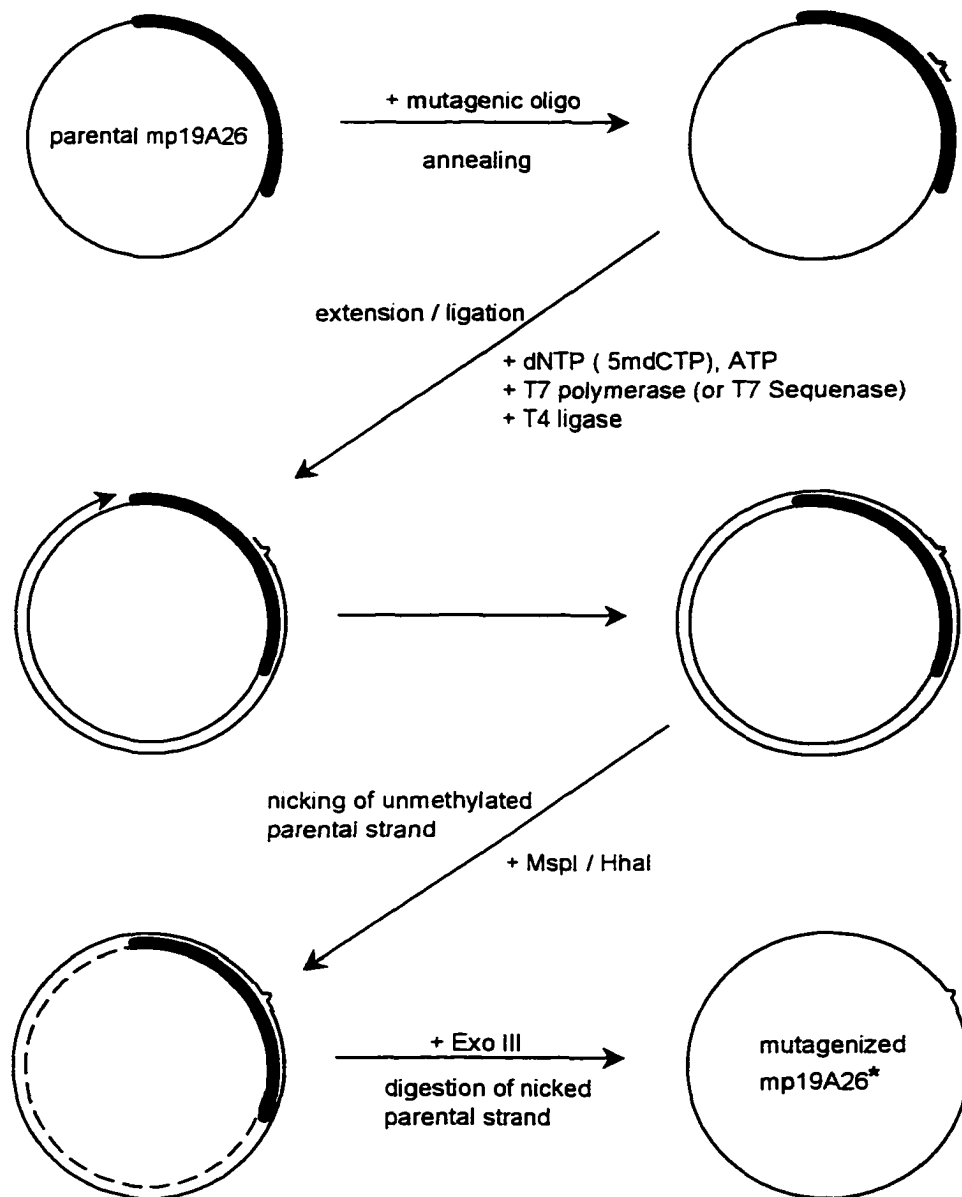 parental mp19A26
+ mutagenic oligo
annealing
extension / ligation
+ dNTP ( 5mdCTP), ATP
+ T7 polymerase (or T7 Sequenase)
+ T4 ligase
nicking of unmethylated
parental strand
+ MspI / HhaI
+ Exo III
digestion of nicked
parental strand
mutagenized
mp19A26*